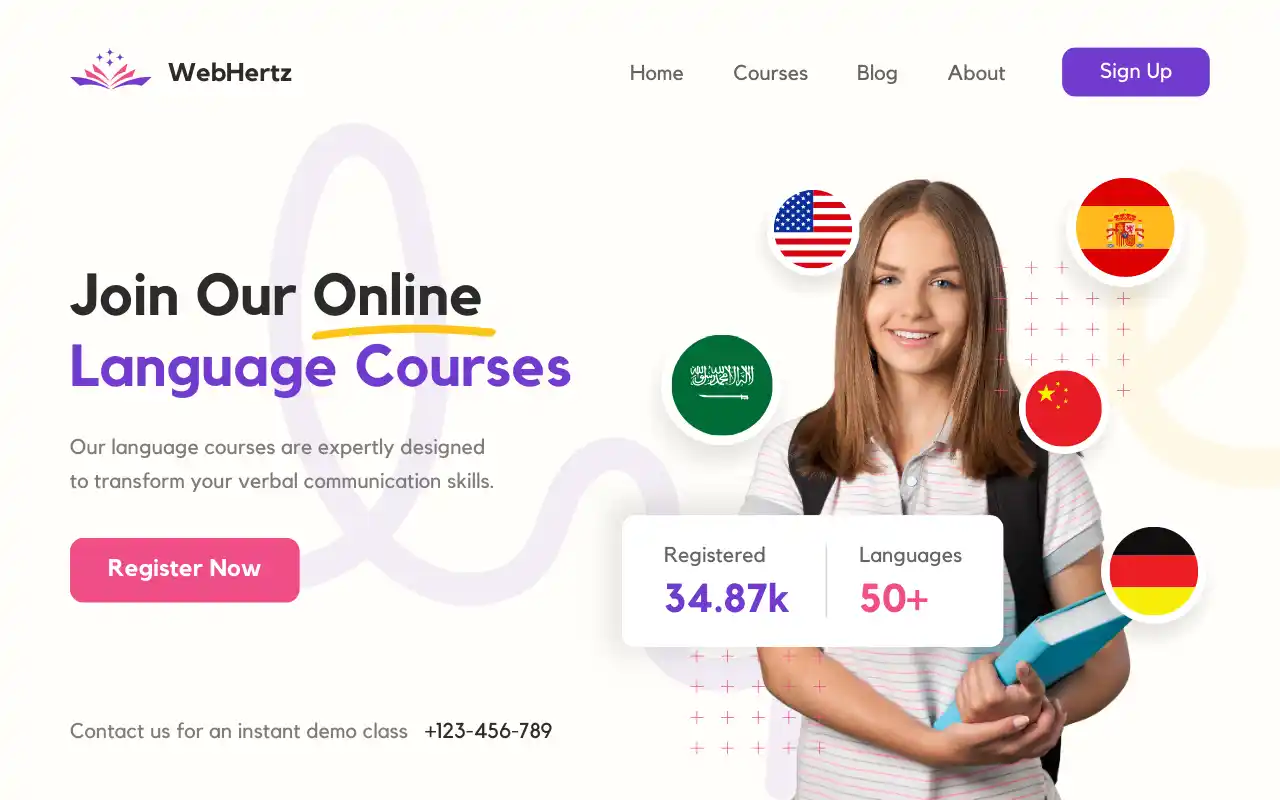 WebHertz
Home
Courses
Blog
About
Sign Up
Join Our Online
Language Courses
Our language courses are expertly designed
to transform your verbal communication skills.
Register Now
Registered
34.87k
Languages
50+
Contact us for an instant demo class
+123-456-789